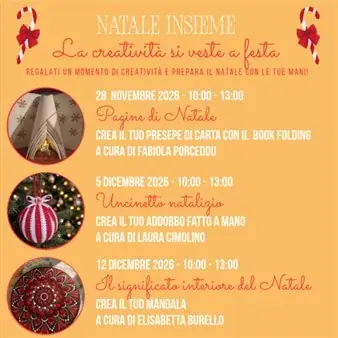 NATALE INSIEME
La creatività si veste a festa
REGALATI UN MOMENTO DI CREATIVITÀ E PREPARA IL NATALE CON LE TUE MANI!
28 NOVEMBRE 2026 - 10:00 - 13:00
Pagine di Natale
CREA IL TUO PRESEPE DI CARTA CON IL BOOK FOLDING
A CURA DI FABIOLA PORCEDDU
5 DICEMBRE 2026 - 10:00 - 13:00
Uncinetto natalizio
CREA IL TUO ADDOBBO FATTO A MANO
A CURA DI LAURA CIMOLINO
12 DICEMBRE 2026 - 10:00 - 13:00
Il significato interiore del Natale
CREA IL TUO MANDALA
A CURA DI ELISABETTA BURELLO